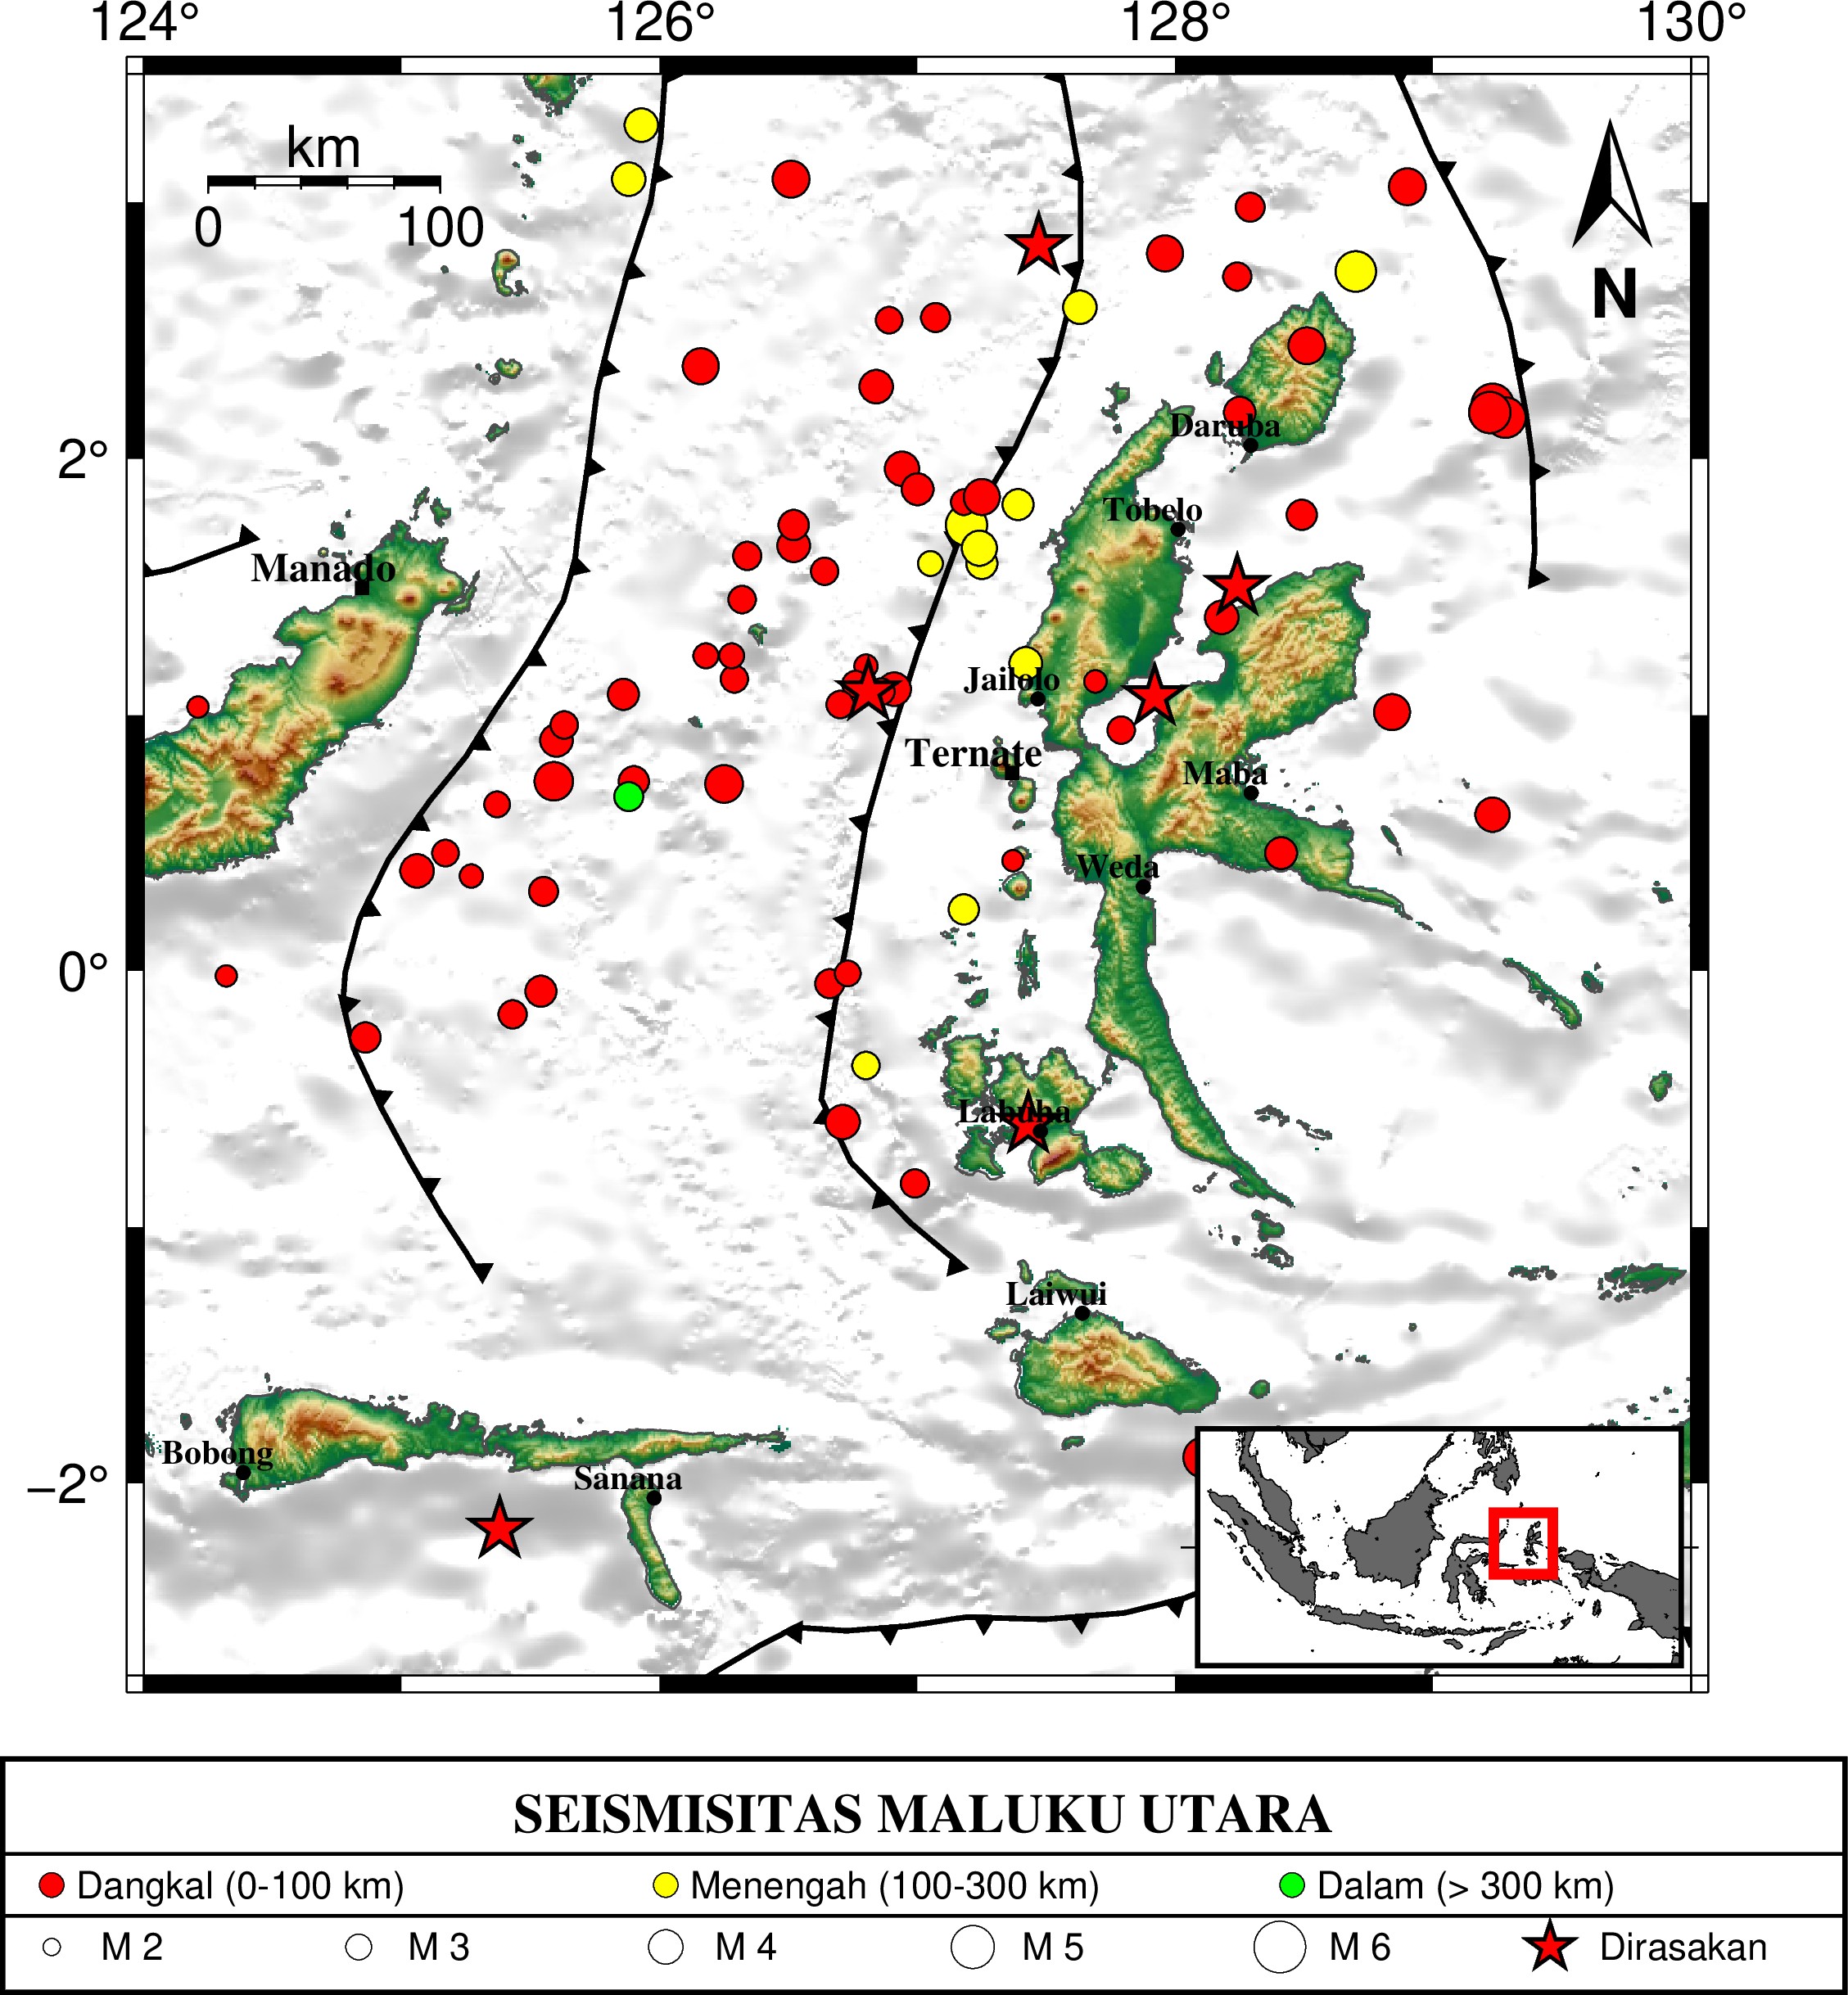 124° 126° 128° 130°
km
0 100
N
2°
Daruba
Tobelo
Manado
Jailolo
Ternate
Maba
Weda
0°
Labuha
Laiwui
Bobong
Sanana
−2°
SEISMISITAS MALUKU UTARA
Dangkal (0-100 km) Menengah (100-300 km) Dalam (> 300 km)
M 2 M 3 M 4 M 5 M 6 Dirasakan